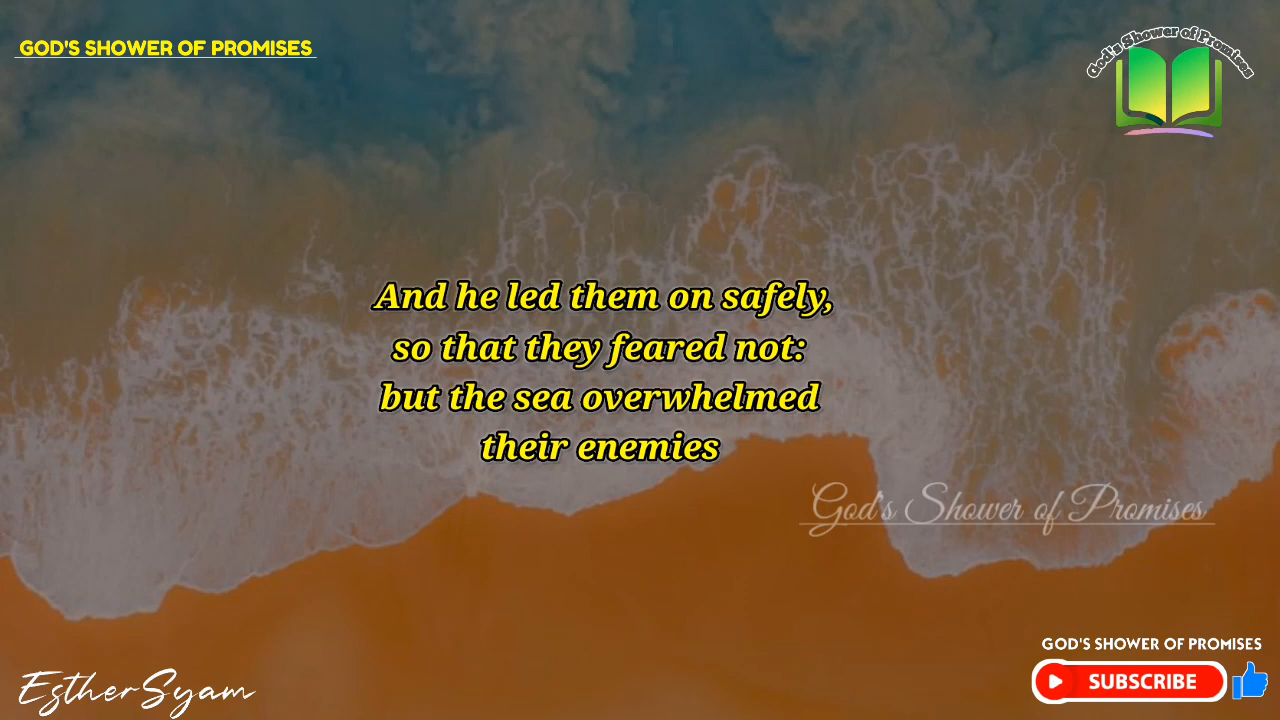 GOD'S SHOWER OF PROMISES
God's Shower of Promises
And he led them on safely,
so that they feared not:
but the sea overwhelmed
their enemies
God's Shower of Promises
GOD'S SHOWER OF PROMISES
SUBSCRIBE
EstherSyam